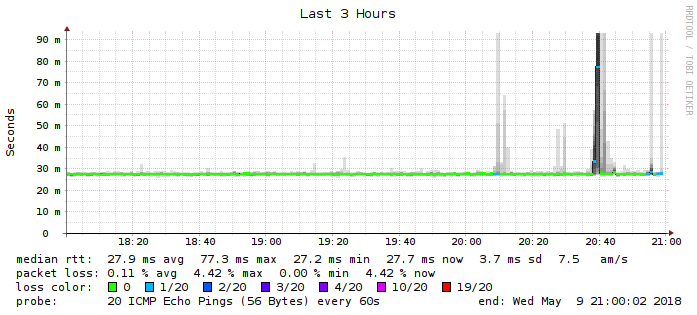 Last 3 Hours
RRDTOOL / TOBI OETIKER
Seconds
90 m
80 m
70 m
60 m
50 m
40 m
30 m
20 m
10 m
0
18:20 18:40 19:00 19:20 19:40 20:00 20:20 20:40 21:00
median rtt: 27.9 ms avg 77.3 ms max 27.2 ms min 27.7 ms now 3.7 ms sd 7.5 am/s
packet loss: 0.11 % avg 4.42 % max 0.00 % min 4.42 % now
loss color: 0 1/20 2/20 3/20 4/20 10/20 19/20
probe: 20 ICMP Echo Pings (56 Bytes) every 60s end: Wed May 9 21:00:02 2018